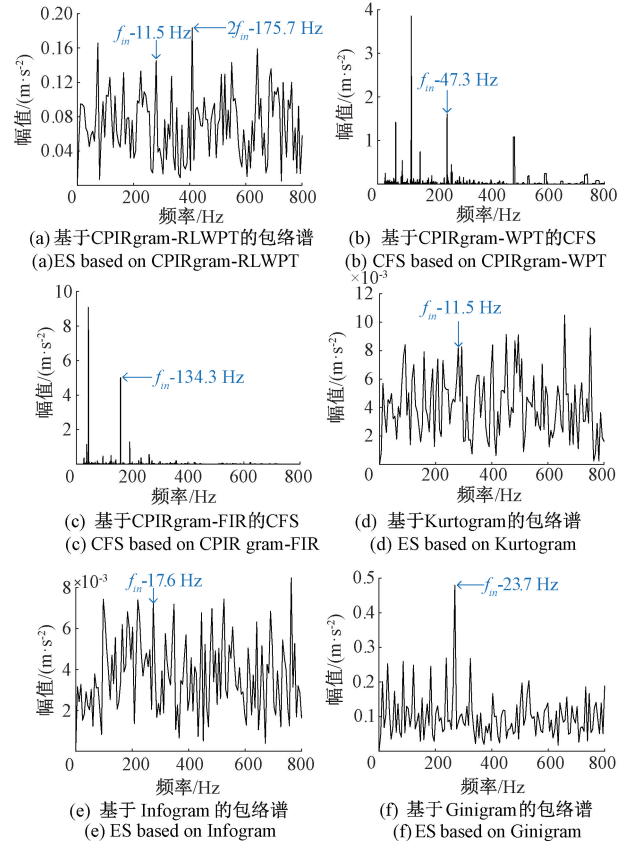 0.20
0.16
0.12
0.08
0.04
幅值/(m·s⁻²)
f_in-11.5 Hz
2f_in-175.7 Hz
0 200 400 600 800
频率/Hz
(a) 基于CPIRgram-RLWPT的包络谱
(a)ES based on CPIRgram-RLWPT
4
3
2
1
幅值/(m·s⁻²)
f_in-47.3 Hz
0 200 400 600 800
频率/Hz
(b) 基于CPIRgram-WPT的CFS
(b) CFS based on CPIRgram-WPT
10
8
6
4
2
幅值/(m·s⁻²)
f_in-134.3 Hz
0 200 400 600 800
频率/Hz
(c) 基于CPIRgram-FIR的CFS
(c) CFS based on CPIR gram-FIR
×10⁻³
12
10
8
6
4
2
幅值/(m·s⁻²)
f_in-11.5 Hz
0 200 400 600 800
频率/Hz
(d) 基于Kurtogram的包络谱
(d) ES based on Kurtogram
×10⁻³
8
6
4
2
幅值/(m·s⁻²)
f_in-17.6 Hz
0 200 400 600 800
频率/Hz
(e) 基于 Infogram 的包络谱
(e) ES based on Infogram
0.5
0.4
0.3
0.2
0.1
幅值/(m·s⁻²)
f_in-23.7 Hz
0 200 400 600 800
频率/Hz
(f) 基于Ginigram的包络谱
(f) ES based on Ginigram